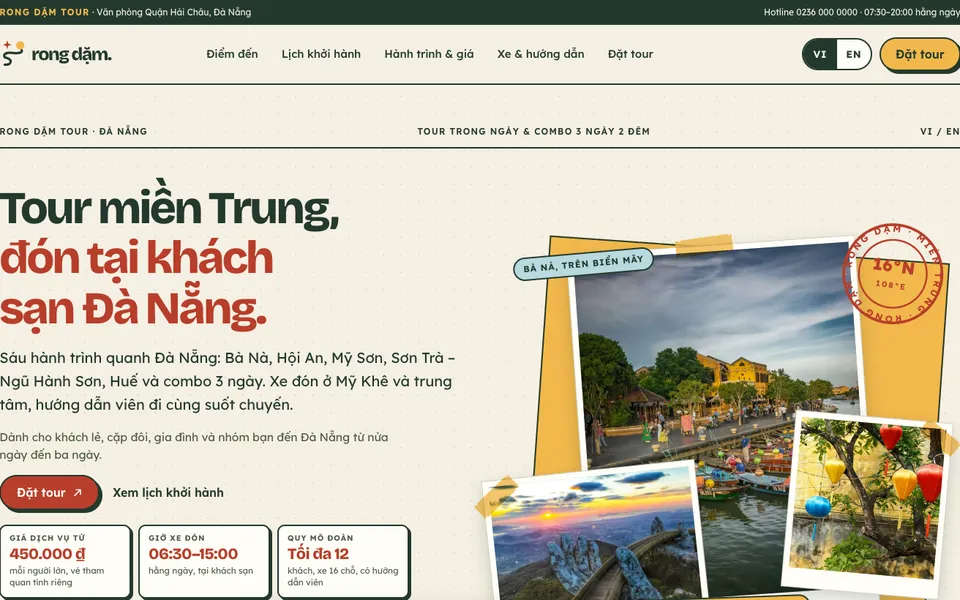 RONG DẶM TOUR · Văn phòng Quận Hải Châu, Đà Nẵng
Hotline 0236 000 0000 · 07:30–20:00 hằng ngày
rong dặm.
Điểm đến
Lịch khởi hành
Hành trình & giá
Xe & hướng dẫn
Đặt tour
VI
EN
Đặt tour
RONG DẶM TOUR · ĐÀ NẴNG
TOUR TRONG NGÀY & COMBO 3 NGÀY 2 ĐÊM
VI / EN
Tour miền Trung,
đón tại khách
sạn Đà Nẵng.
Sáu hành trình quanh Đà Nẵng: Bà Nà, Hội An, Mỹ Sơn, Sơn Trà –
Ngũ Hành Sơn, Huế và combo 3 ngày. Xe đón ở Mỹ Khê và trung
tâm, hướng dẫn viên đi cùng suốt chuyến.
Dành cho khách lẻ, cặp đôi, gia đình và nhóm bạn đến Đà Nẵng từ nửa
ngày đến ba ngày.
Đặt tour ↗
Xem lịch khởi hành
GIÁ DỊCH VỤ TỪ
450.000 ₫
mỗi người lớn, vé tham
quan tính riêng
GIỜ XE ĐÓN
06:30–15:00
hằng ngày, tại khách sạn
QUY MÔ ĐOÀN
Tối đa 12
khách, xe 16 chỗ, có hướng
dẫn viên
BÀ NÀ, TRÊN BIỂN MÂY
RONG DẶM · MIỀN TRUNG · RONG DẶM
16°N
108°E